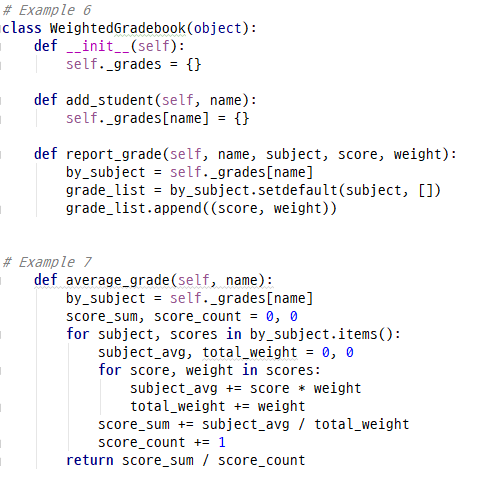 # Example 6
class WeightedGradebook(object):
    def __init__(self):
        self._grades = {}

    def add_student(self, name):
        self._grades[name] = {}

    def report_grade(self, name, subject, score, weight):
        by_subject = self._grades[name]
        grade_list = by_subject.setdefault(subject, [])
        grade_list.append((score, weight))


# Example 7
    def average_grade(self, name):
        by_subject = self._grades[name]
        score_sum, score_count = 0, 0
        for subject, scores in by_subject.items():
            subject_avg, total_weight = 0, 0
            for score, weight in scores:
                subject_avg += score * weight
                total_weight += weight
            score_sum += subject_avg / total_weight
            score_count += 1
        return score_sum / score_count